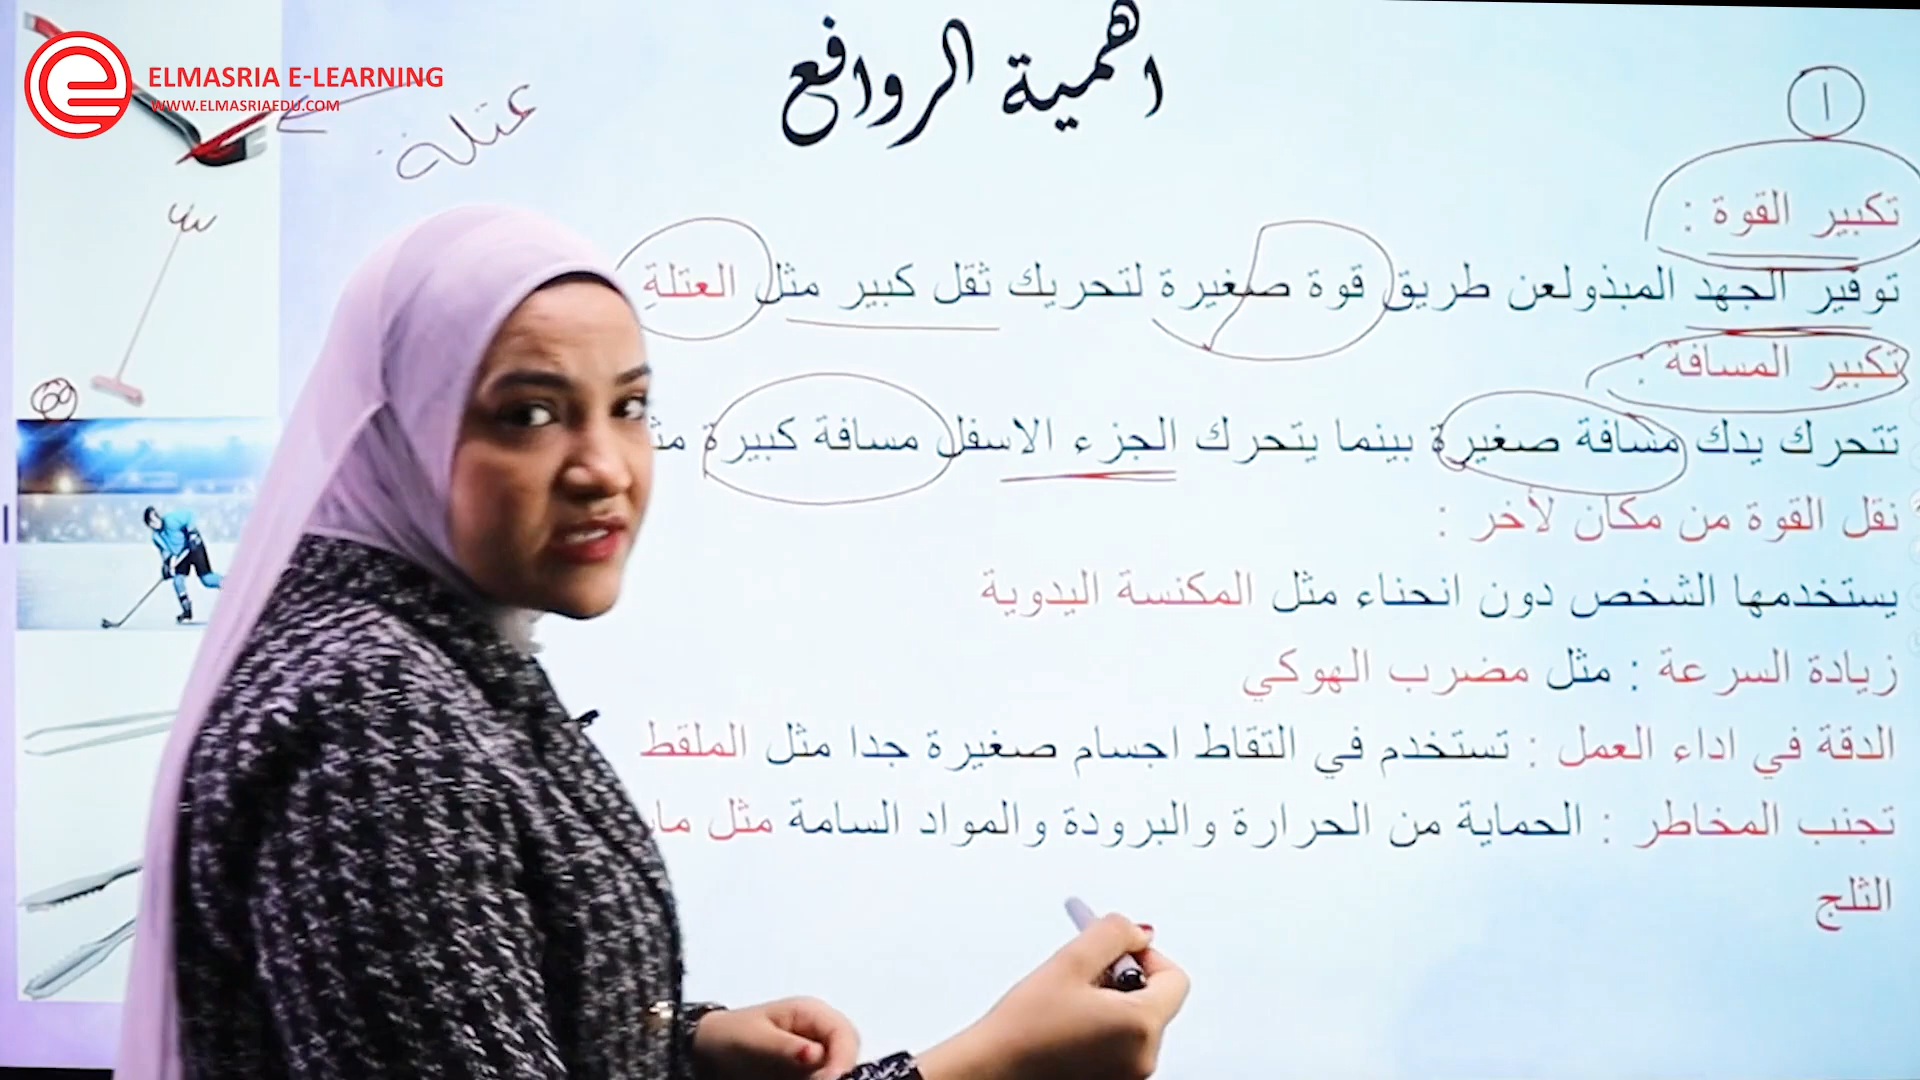 ELMASRIA E-LEARNING
WWW.ELMASRIAEDU.COM
اهمية الروافع
عتلة
١
تكبير القوة :
توفير الجهد المبذولعن طريق قوة صغيرة لتحريك ثقل كبير مثل العتلةِ
تكبير المسافة :
تتحرك يدك مسافة صغيرة بينما يتحرك الجزء الاسفل مسافة كبيرة
نقل القوة من مكان لأخر :
يستخدمها الشخص دون انحناء مثل المكنسة اليدوية
زيادة السرعة : مثل مضرب الهوكي
الدقة في اداء العمل : تستخدم في التقاط اجسام صغيرة جدا مثل الملقط
تجنب المخاطر : الحماية من الحرارة والبرودة والمواد السامة مثل
الثلج